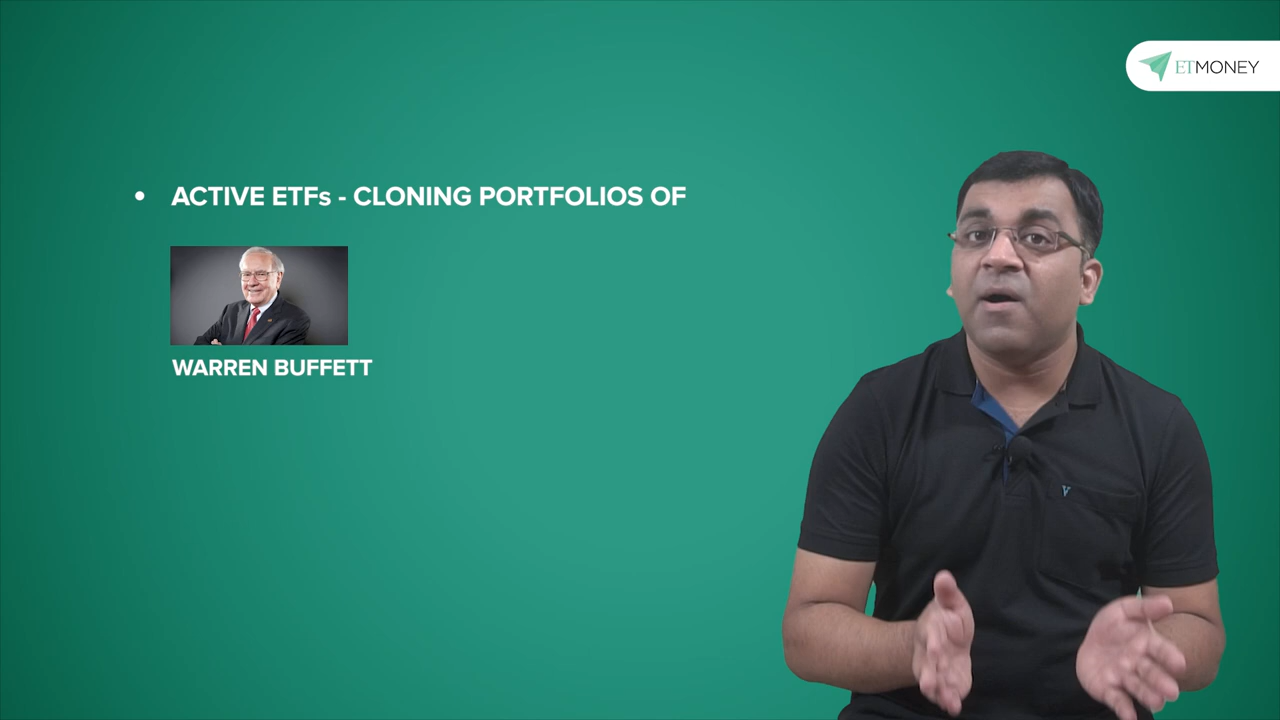 ETMONEY
• ACTIVE ETFs - CLONING PORTFOLIOS OF
WARREN BUFFETT
V